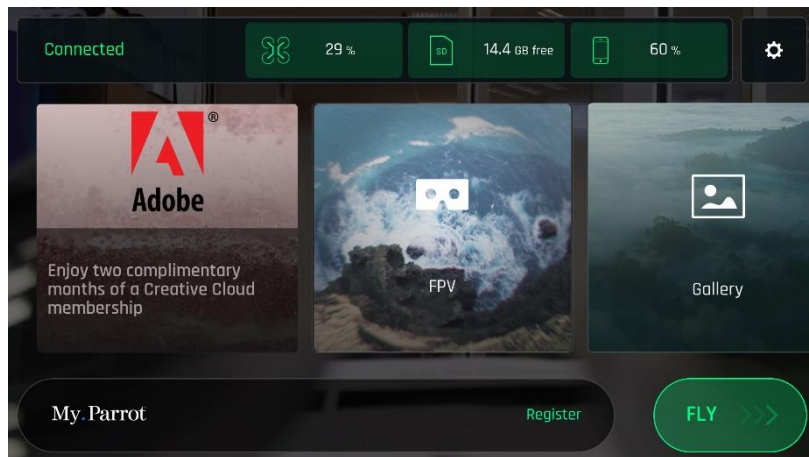 Connected
29 %
SD
14.4 GB free
60 %
®
Adobe
Enjoy two complimentary
months of a Creative Cloud
membership
FPV
Gallery
My.Parrot
Register
FLY